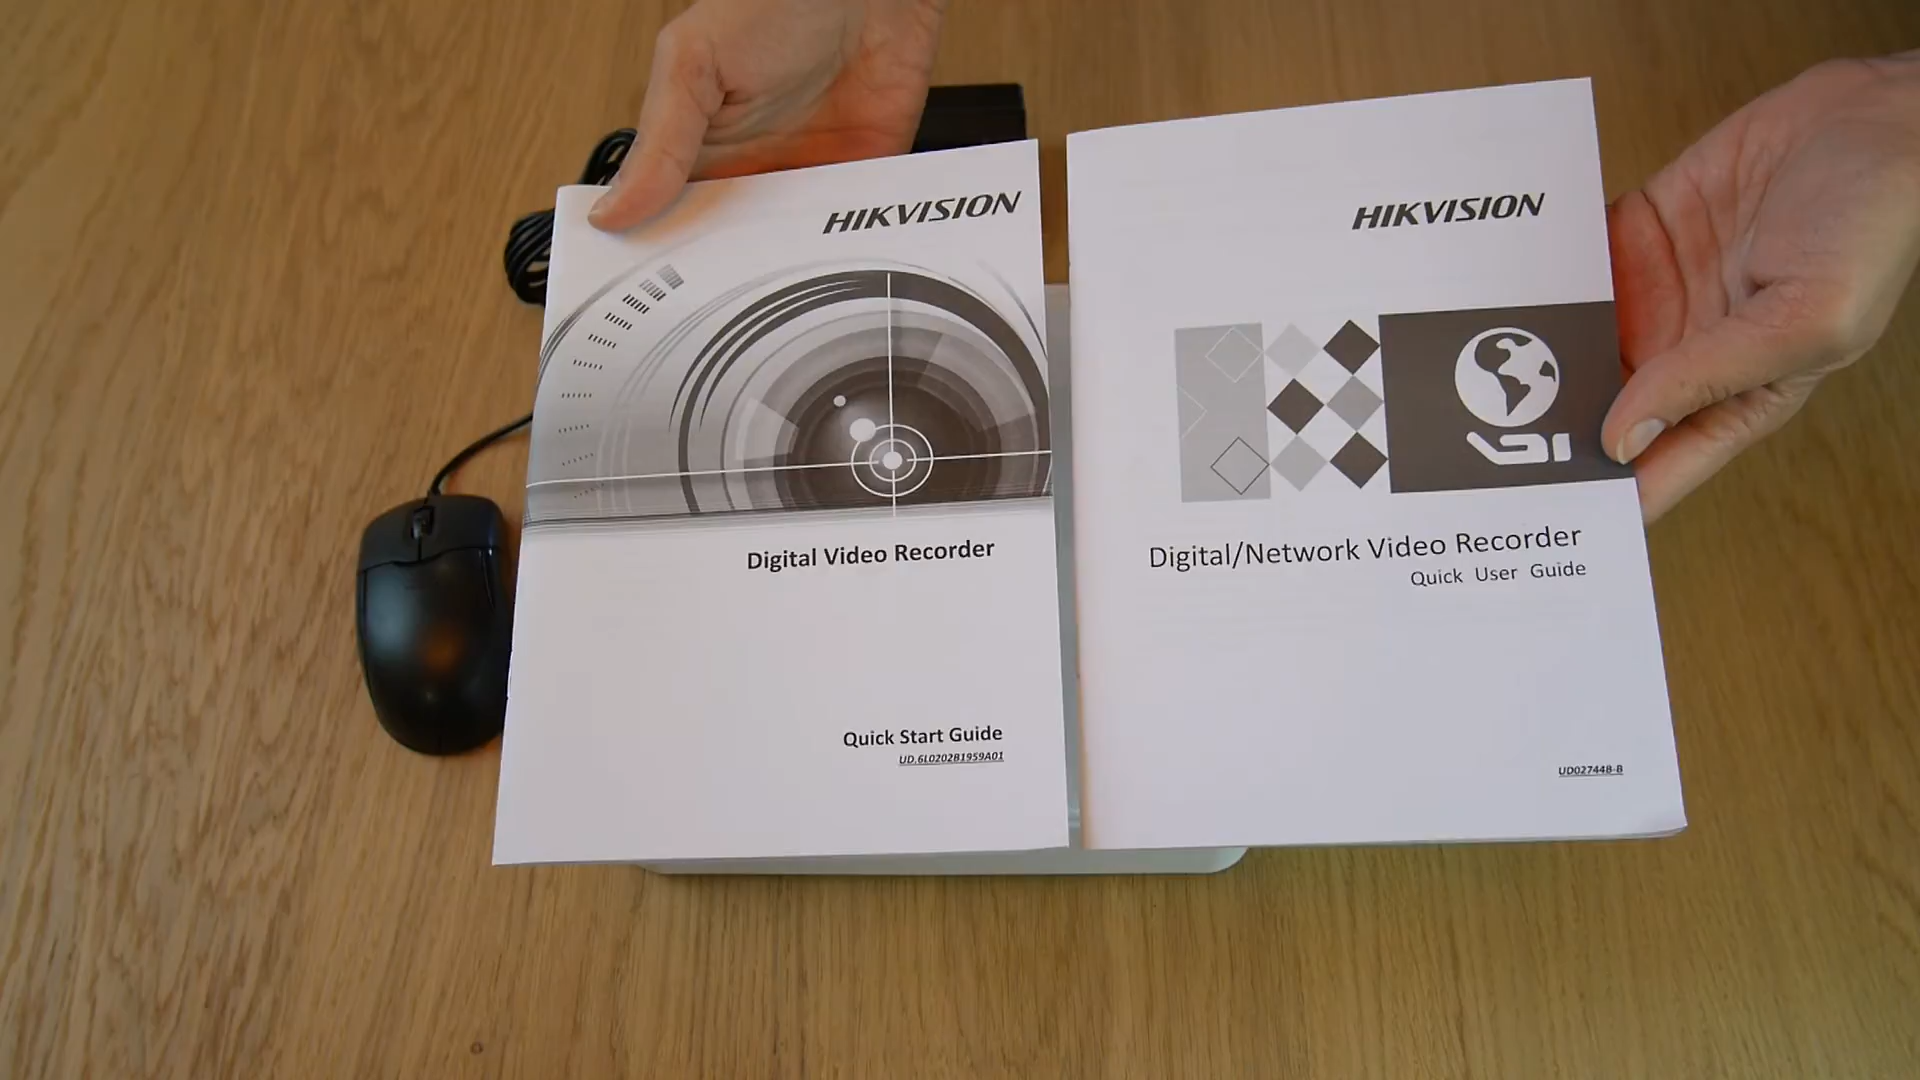 HIKVISION
Digital Video Recorder
Quick Start Guide
UD.6L0202B1959A01
HIKVISION
Digital/Network Video Recorder
Quick User Guide
UD02744B-B